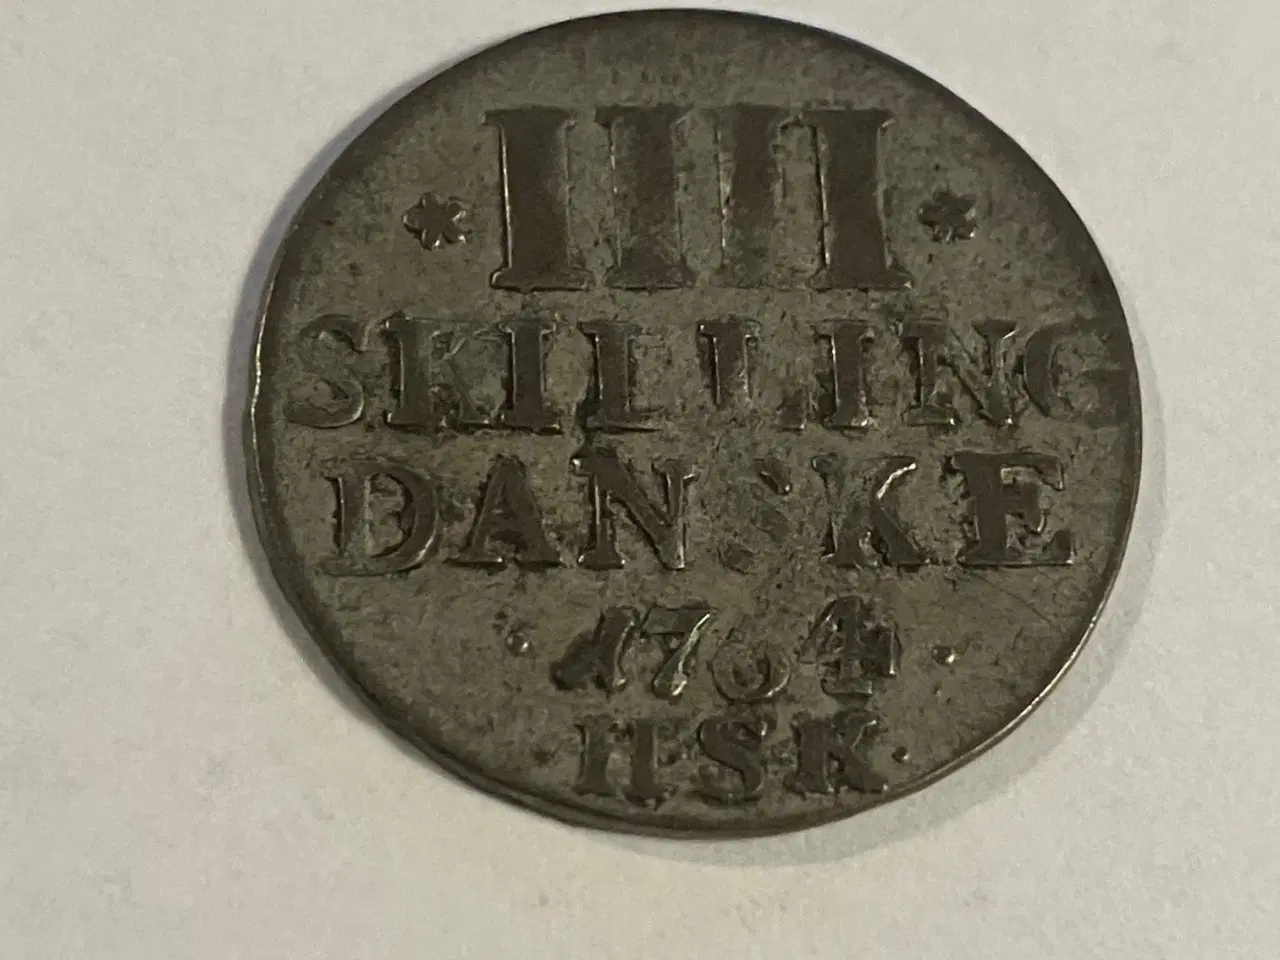 * IIII *
SKILLING
DANSKE
· 1764 ·
· HSK ·